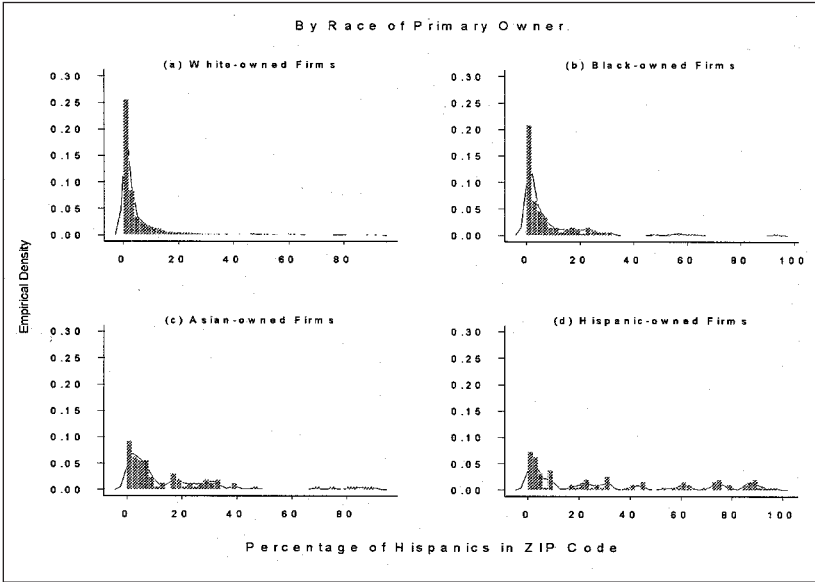 By Race of Primary Owner.
(a) White-owned Firms
0.30
0.25
0.20
0.15
0.10
0.05
0.00
0 20 40 60 80
(b) Black-owned Firms
0.30
0.25
0.20
0.15
0.10
0.05
0.00
0 20 40 60 80 100
Empirical Density
(c) Asian-owned Firms
0.30
0.25
0.20
0.15
0.10
0.05
0.00
0 20 40 60 80
(d) Hispanic-owned Firms
0.30
0.25
0.20
0.15
0.10
0.05
0.00
0 20 40 60 80 100
Percentage of Hispanics in ZIP Code